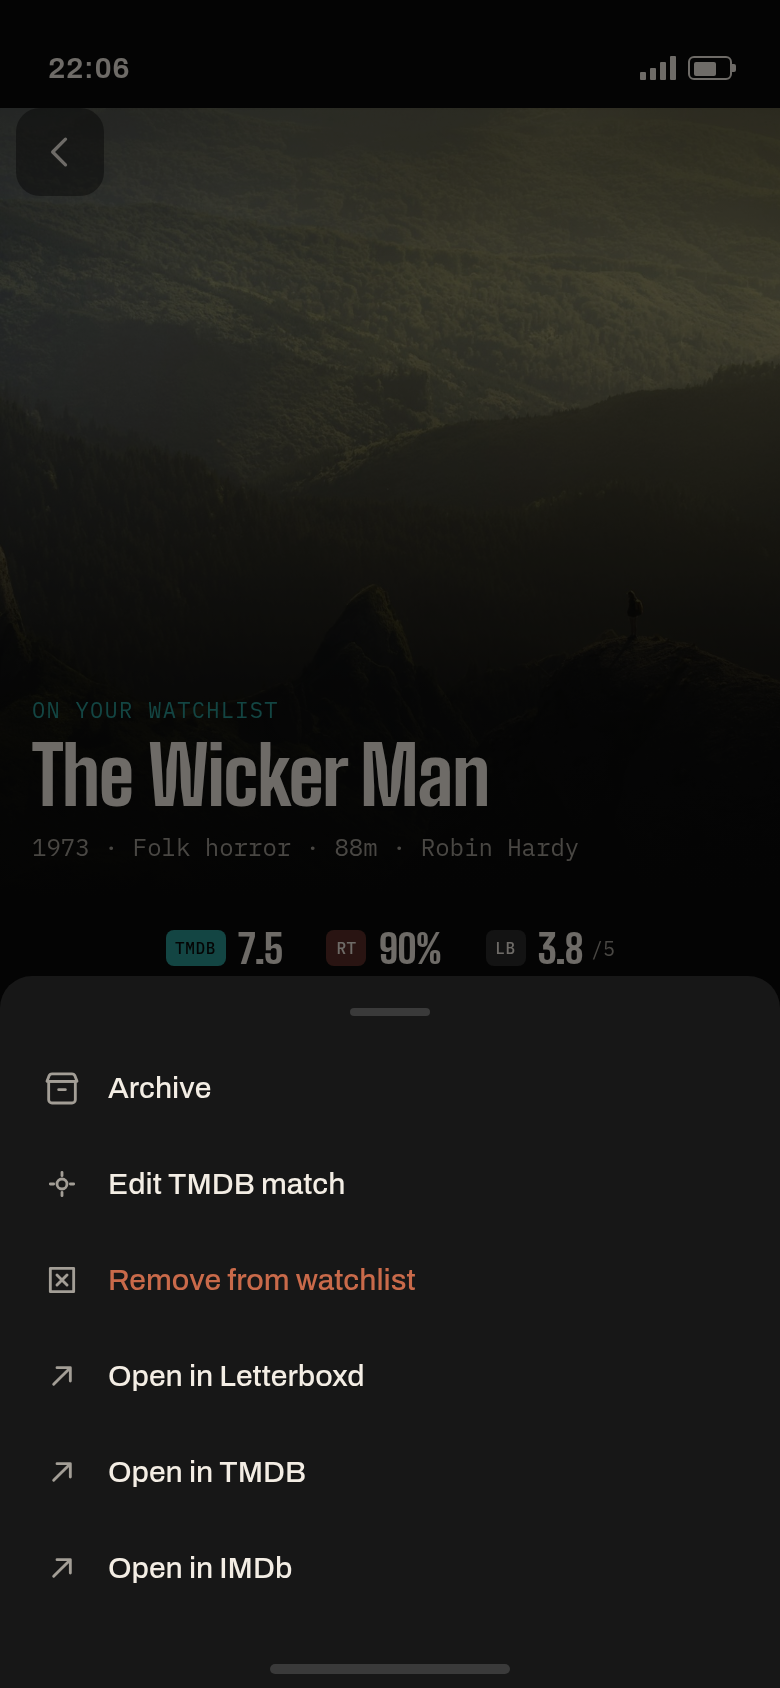 22:06
ON YOUR WATCHLIST
The Wicker Man
1973 · Folk horror · 88m · Robin Hardy
TMDB 7.5 RT 90% LB 3.8 /5
Archive
Edit TMDB match
Remove from watchlist
Open in Letterboxd
Open in TMDB
Open in IMDb